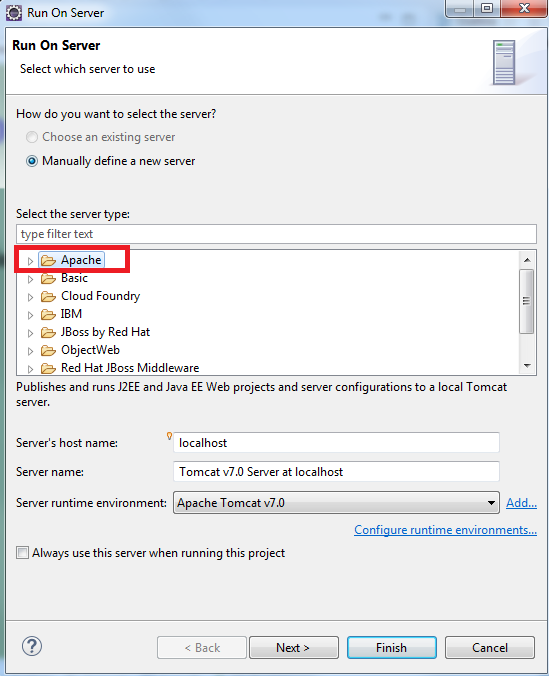 Run On Server
Run On Server
Select which server to use
How do you want to select the server?
Choose an existing server
Manually define a new server
Select the server type:
type filter text
Apache
Basic
Cloud Foundry
IBM
JBoss by Red Hat
ObjectWeb
Red Hat JBoss Middleware
Publishes and runs J2EE and Java EE Web projects and server configurations to a local Tomcat
server.
Server's host name: localhost
Server name: Tomcat v7.0 Server at localhost
Server runtime environment: Apache Tomcat v7.0 Add...
Configure runtime environments...
Always use this server when running this project
? < Back Next > Finish Cancel